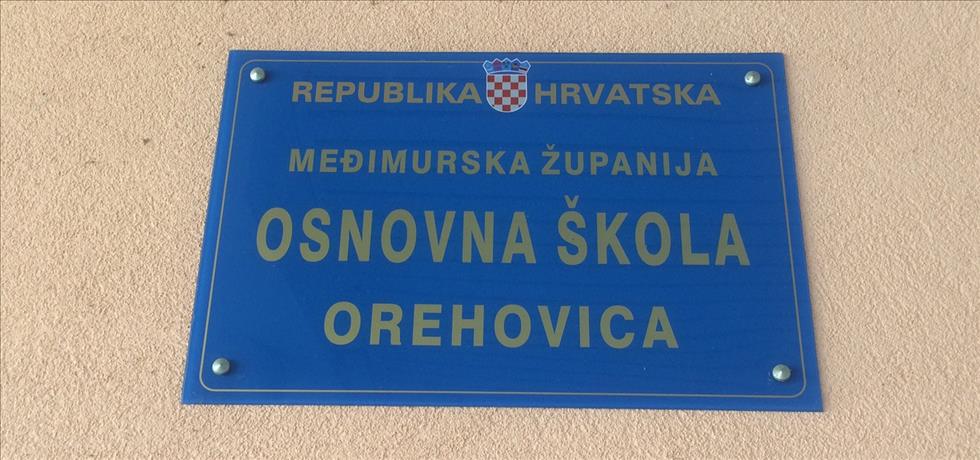 REPUBLIKA HRVATSKA
MEĐIMURSKA ŽUPANIJA
OSNOVNA ŠKOLA
OREHOVICA